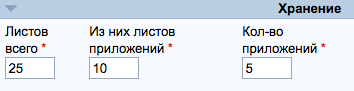 Хранение
Листов всего * Из них листов приложений * Кол-во приложений *
25 10 5